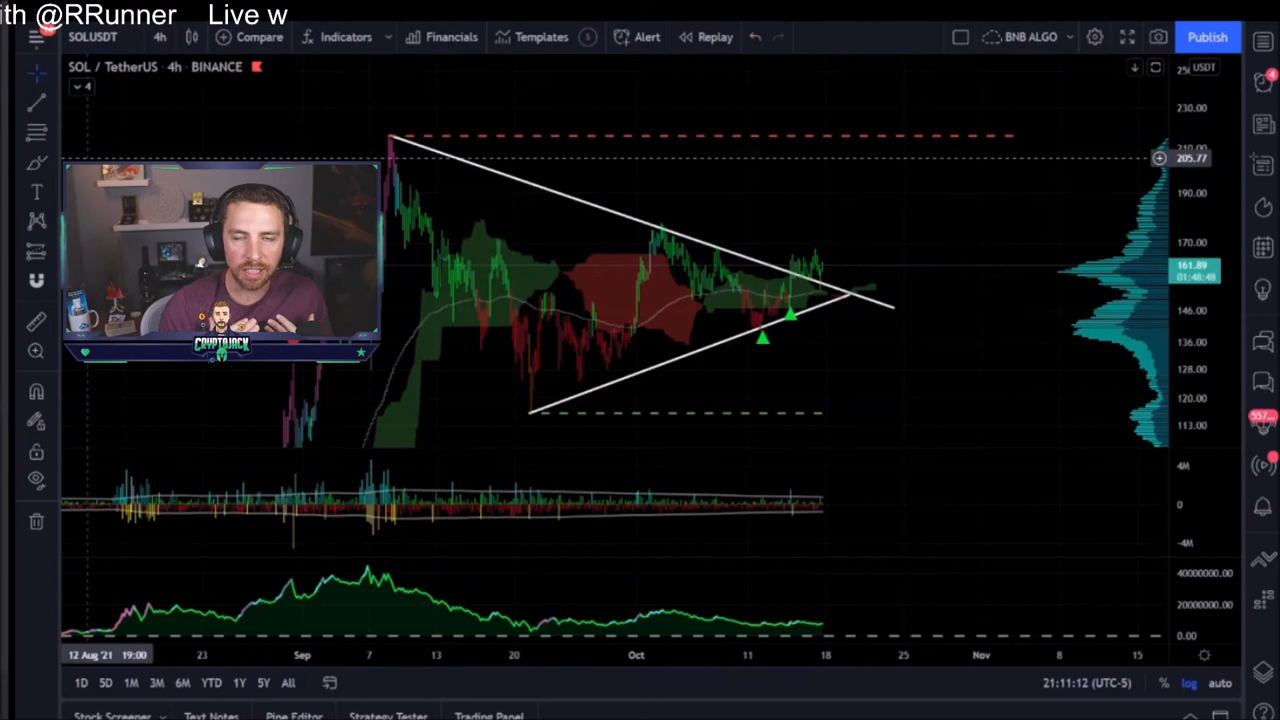 ith @RRunner Live w
SOLUSDT 4h Compare Indicators Financials Templates Alert Replay BNB ALGO Publish
SOL / TetherUS · 4h · BINANCE USDT
4
230.00
205.77
190.00
170.00
161.89
01:48:48
146.00
136.00
128.00
120.00
113.00
CRYPTOJACK
4M
0
-4M
40000000.00
20000000.00
0.00
12 Aug '21 19:00 23 Sep 7 13 20 Oct 11 18 25 Nov 8 15
1D 5D 1M 3M 6M YTD 1Y 5Y All 21:11:12 (UTC-5) % log auto
Stock Screener Text Notes Pine Editor Strategy Tester Trading Panel